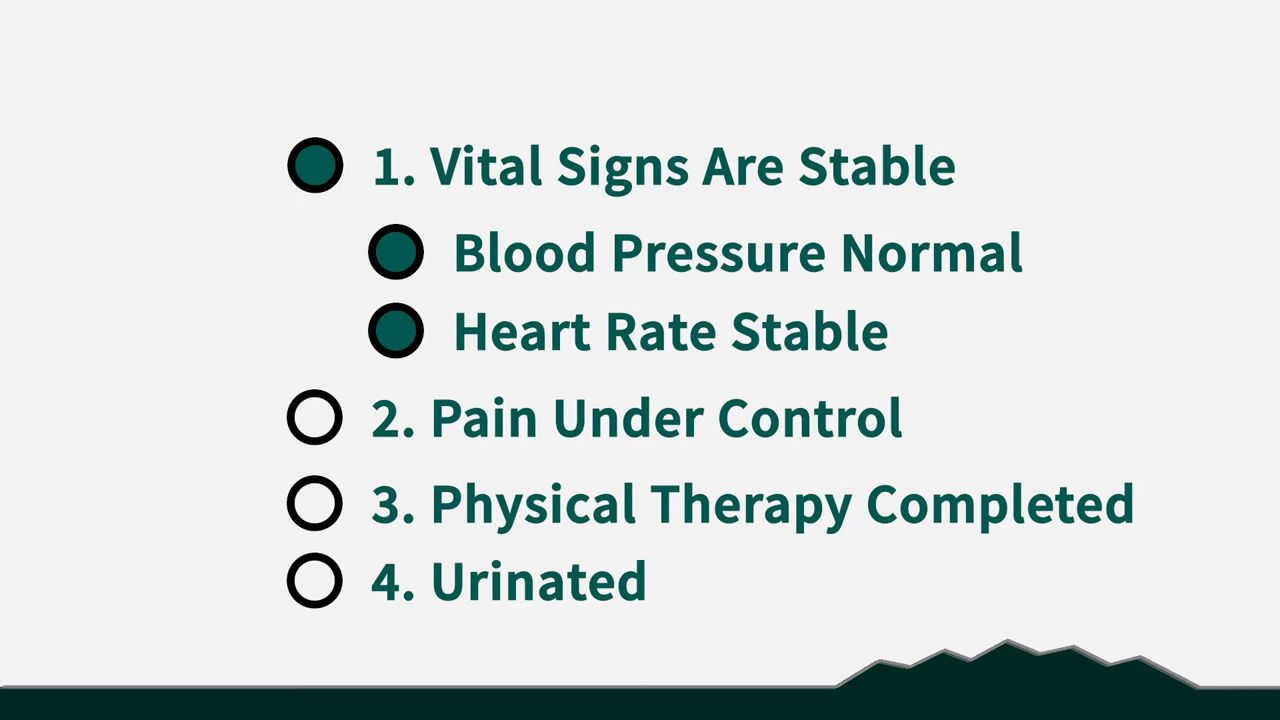 1. Vital Signs Are Stable
Blood Pressure Normal
Heart Rate Stable
2. Pain Under Control
3. Physical Therapy Completed
4. Urinated